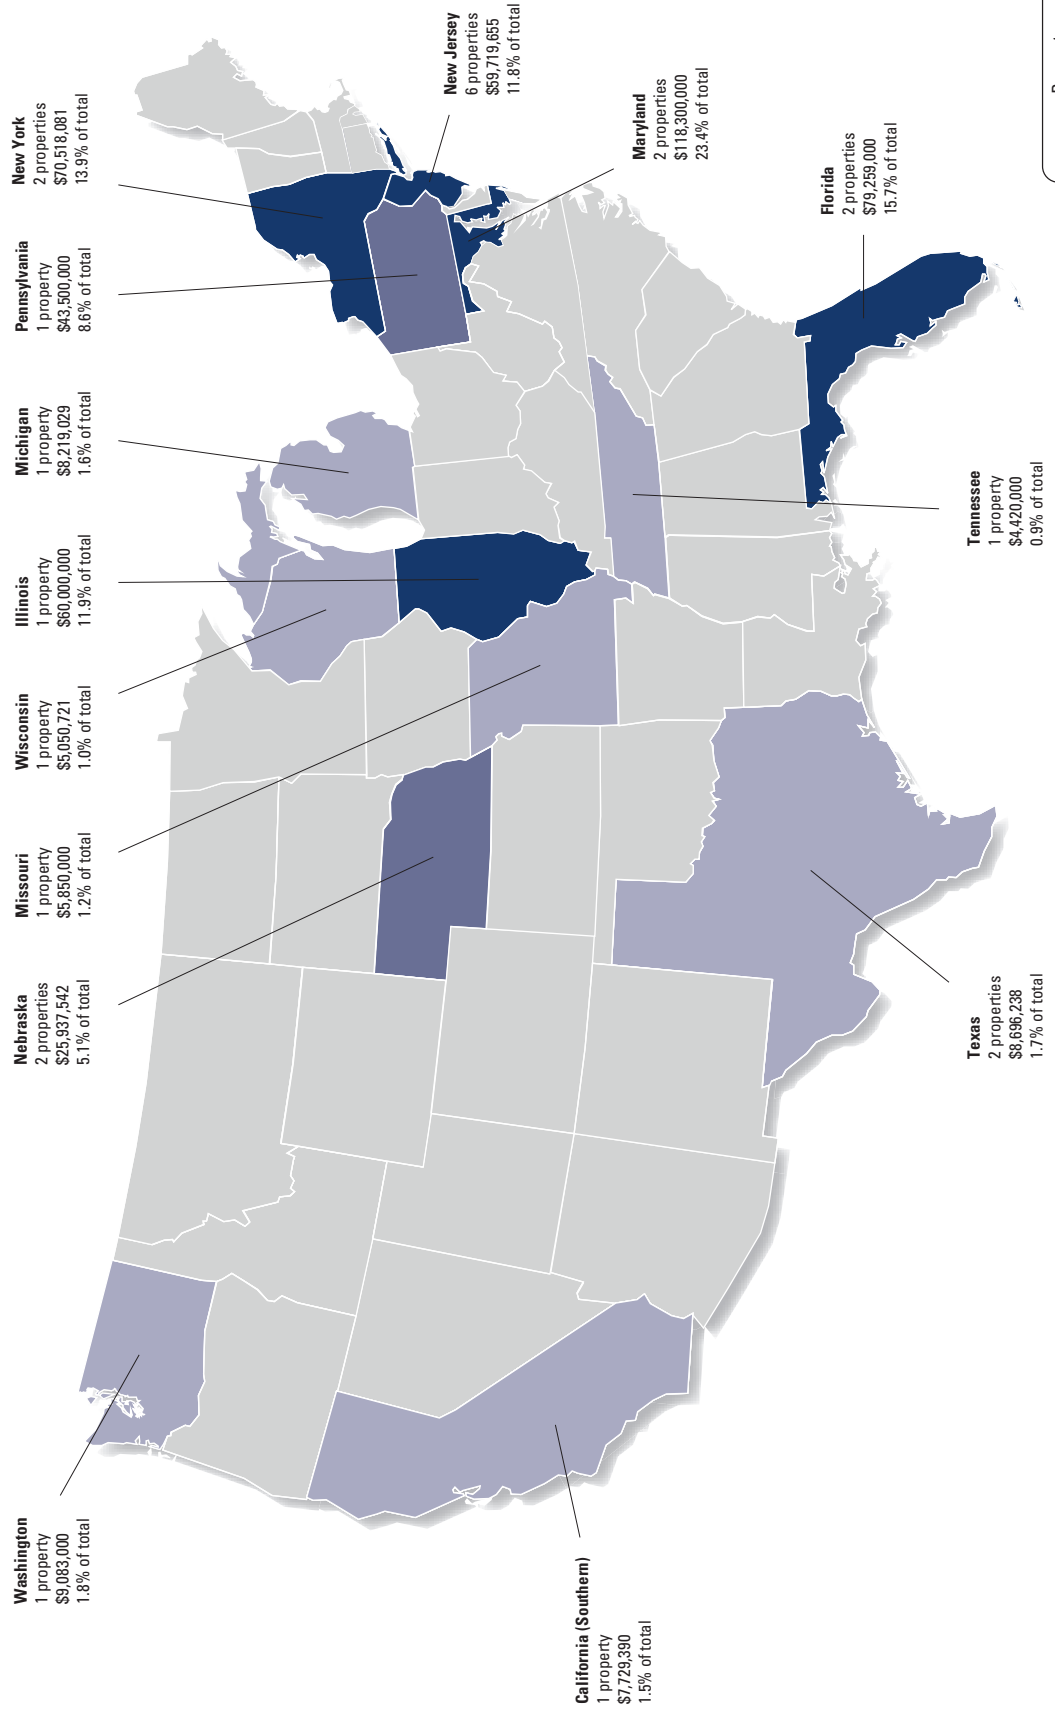 Washington
1 property
$9,083,000
1.8% of total
Nebraska
2 properties
$25,937,542
5.1% of total
Missouri
1 property
$5,850,000
1.2% of total
Wisconsin
1 property
$5,050,721
1.0% of total
Illinois
1 property
$60,000,000
11.9% of total
Michigan
1 property
$8,219,029
1.6% of total
Pennsylvania
1 property
$43,500,000
8.6% of total
New York
2 properties
$70,518,081
13.9% of total
New Jersey
6 properties
$59,719,655
11.8% of total
California (Southern)
1 property
$7,729,390
1.5% of total
Maryland
2 properties
$118,300,000
23.4% of total
Florida
2 properties
$79,259,000
15.7% of total
Texas
2 properties
$8,696,238
1.7% of total
Tennessee
1 property
$4,420,000
0.9% of total